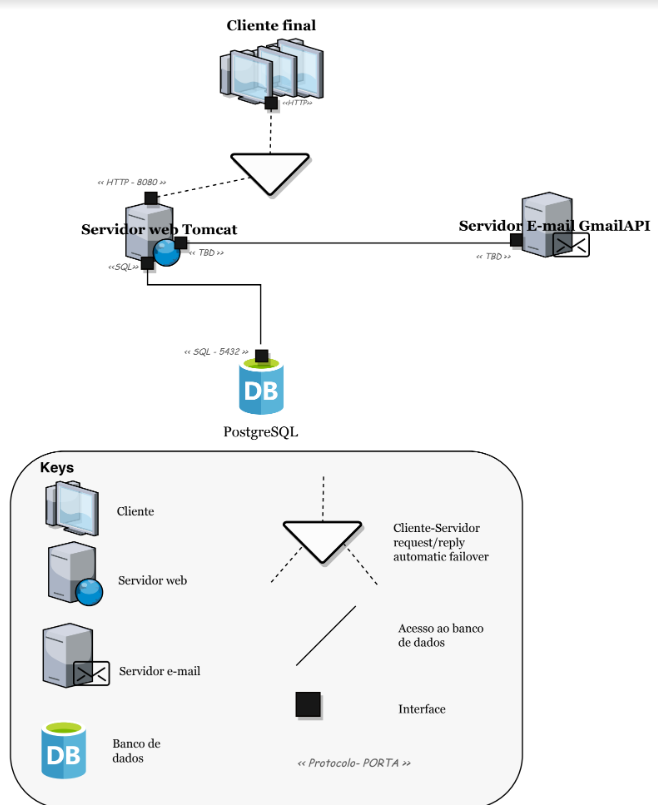 Cliente final
<<HTTP>>
<< HTTP - 8080 >>
Servidor web Tomcat
Servidor E-mail GmailAPI
<< TBD >>
<< TBD >>
<<SQL>>
<< SQL - 5432 >>
DB
PostgreSQL
Keys
Cliente
Cliente-Servidor
request/reply
automatic failover
Servidor web
Acesso ao banco
de dados
Servidor e-mail
Interface
Banco de
dados
DB
<< Protocolo- PORTA >>